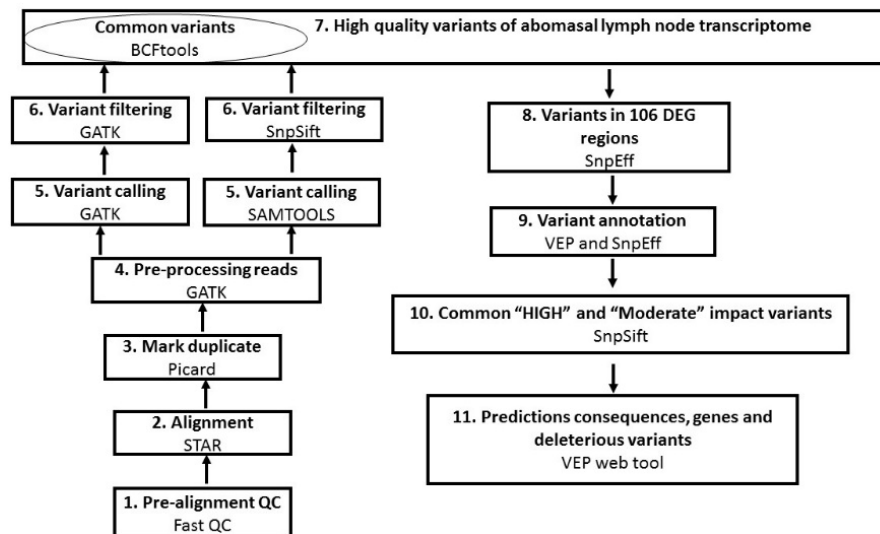 Common variants
BCFtools
7. High quality variants of abomasal lymph node transcriptome
6. Variant filtering
GATK
6. Variant filtering
SnpSift
5. Variant calling
GATK
5. Variant calling
SAMTOOLS
4. Pre-processing reads
GATK
3. Mark duplicate
Picard
2. Alignment
STAR
1. Pre-alignment QC
Fast QC
8. Variants in 106 DEG
regions
SnpEff
9. Variant annotation
VEP and SnpEff
10. Common “HIGH” and “Moderate” impact variants
SnpSift
11. Predictions consequences, genes and
deleterious variants
VEP web tool